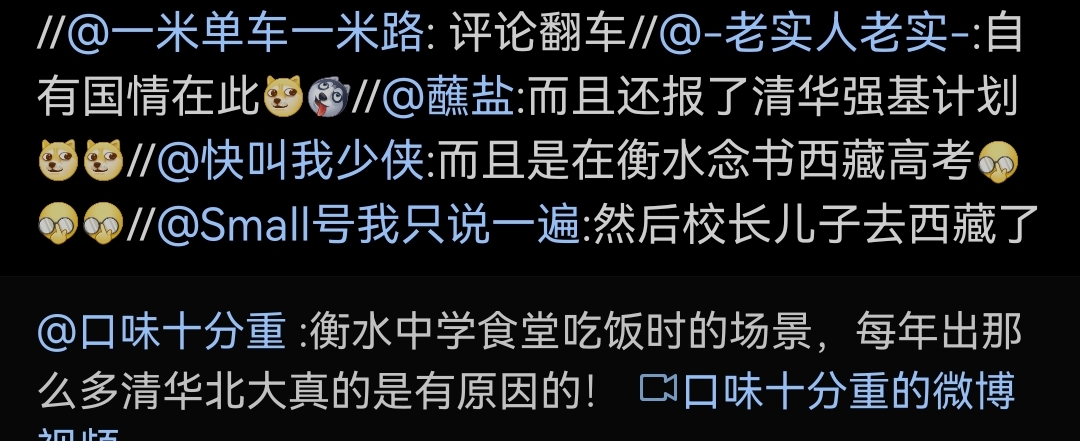 //@一米单车一米路: 评论翻车//@-老实人老实-:自
有国情在此//@蘸盐:而且还报了清华强基计划
//@快叫我少侠:而且是在衡水念书西藏高考
//@Small号我只说一遍:然后校长儿子去西藏了
@口味十分重 :衡水中学食堂吃饭时的场景，每年出那
么多清华北大真的是有原因的！ 口味十分重的微博
视频